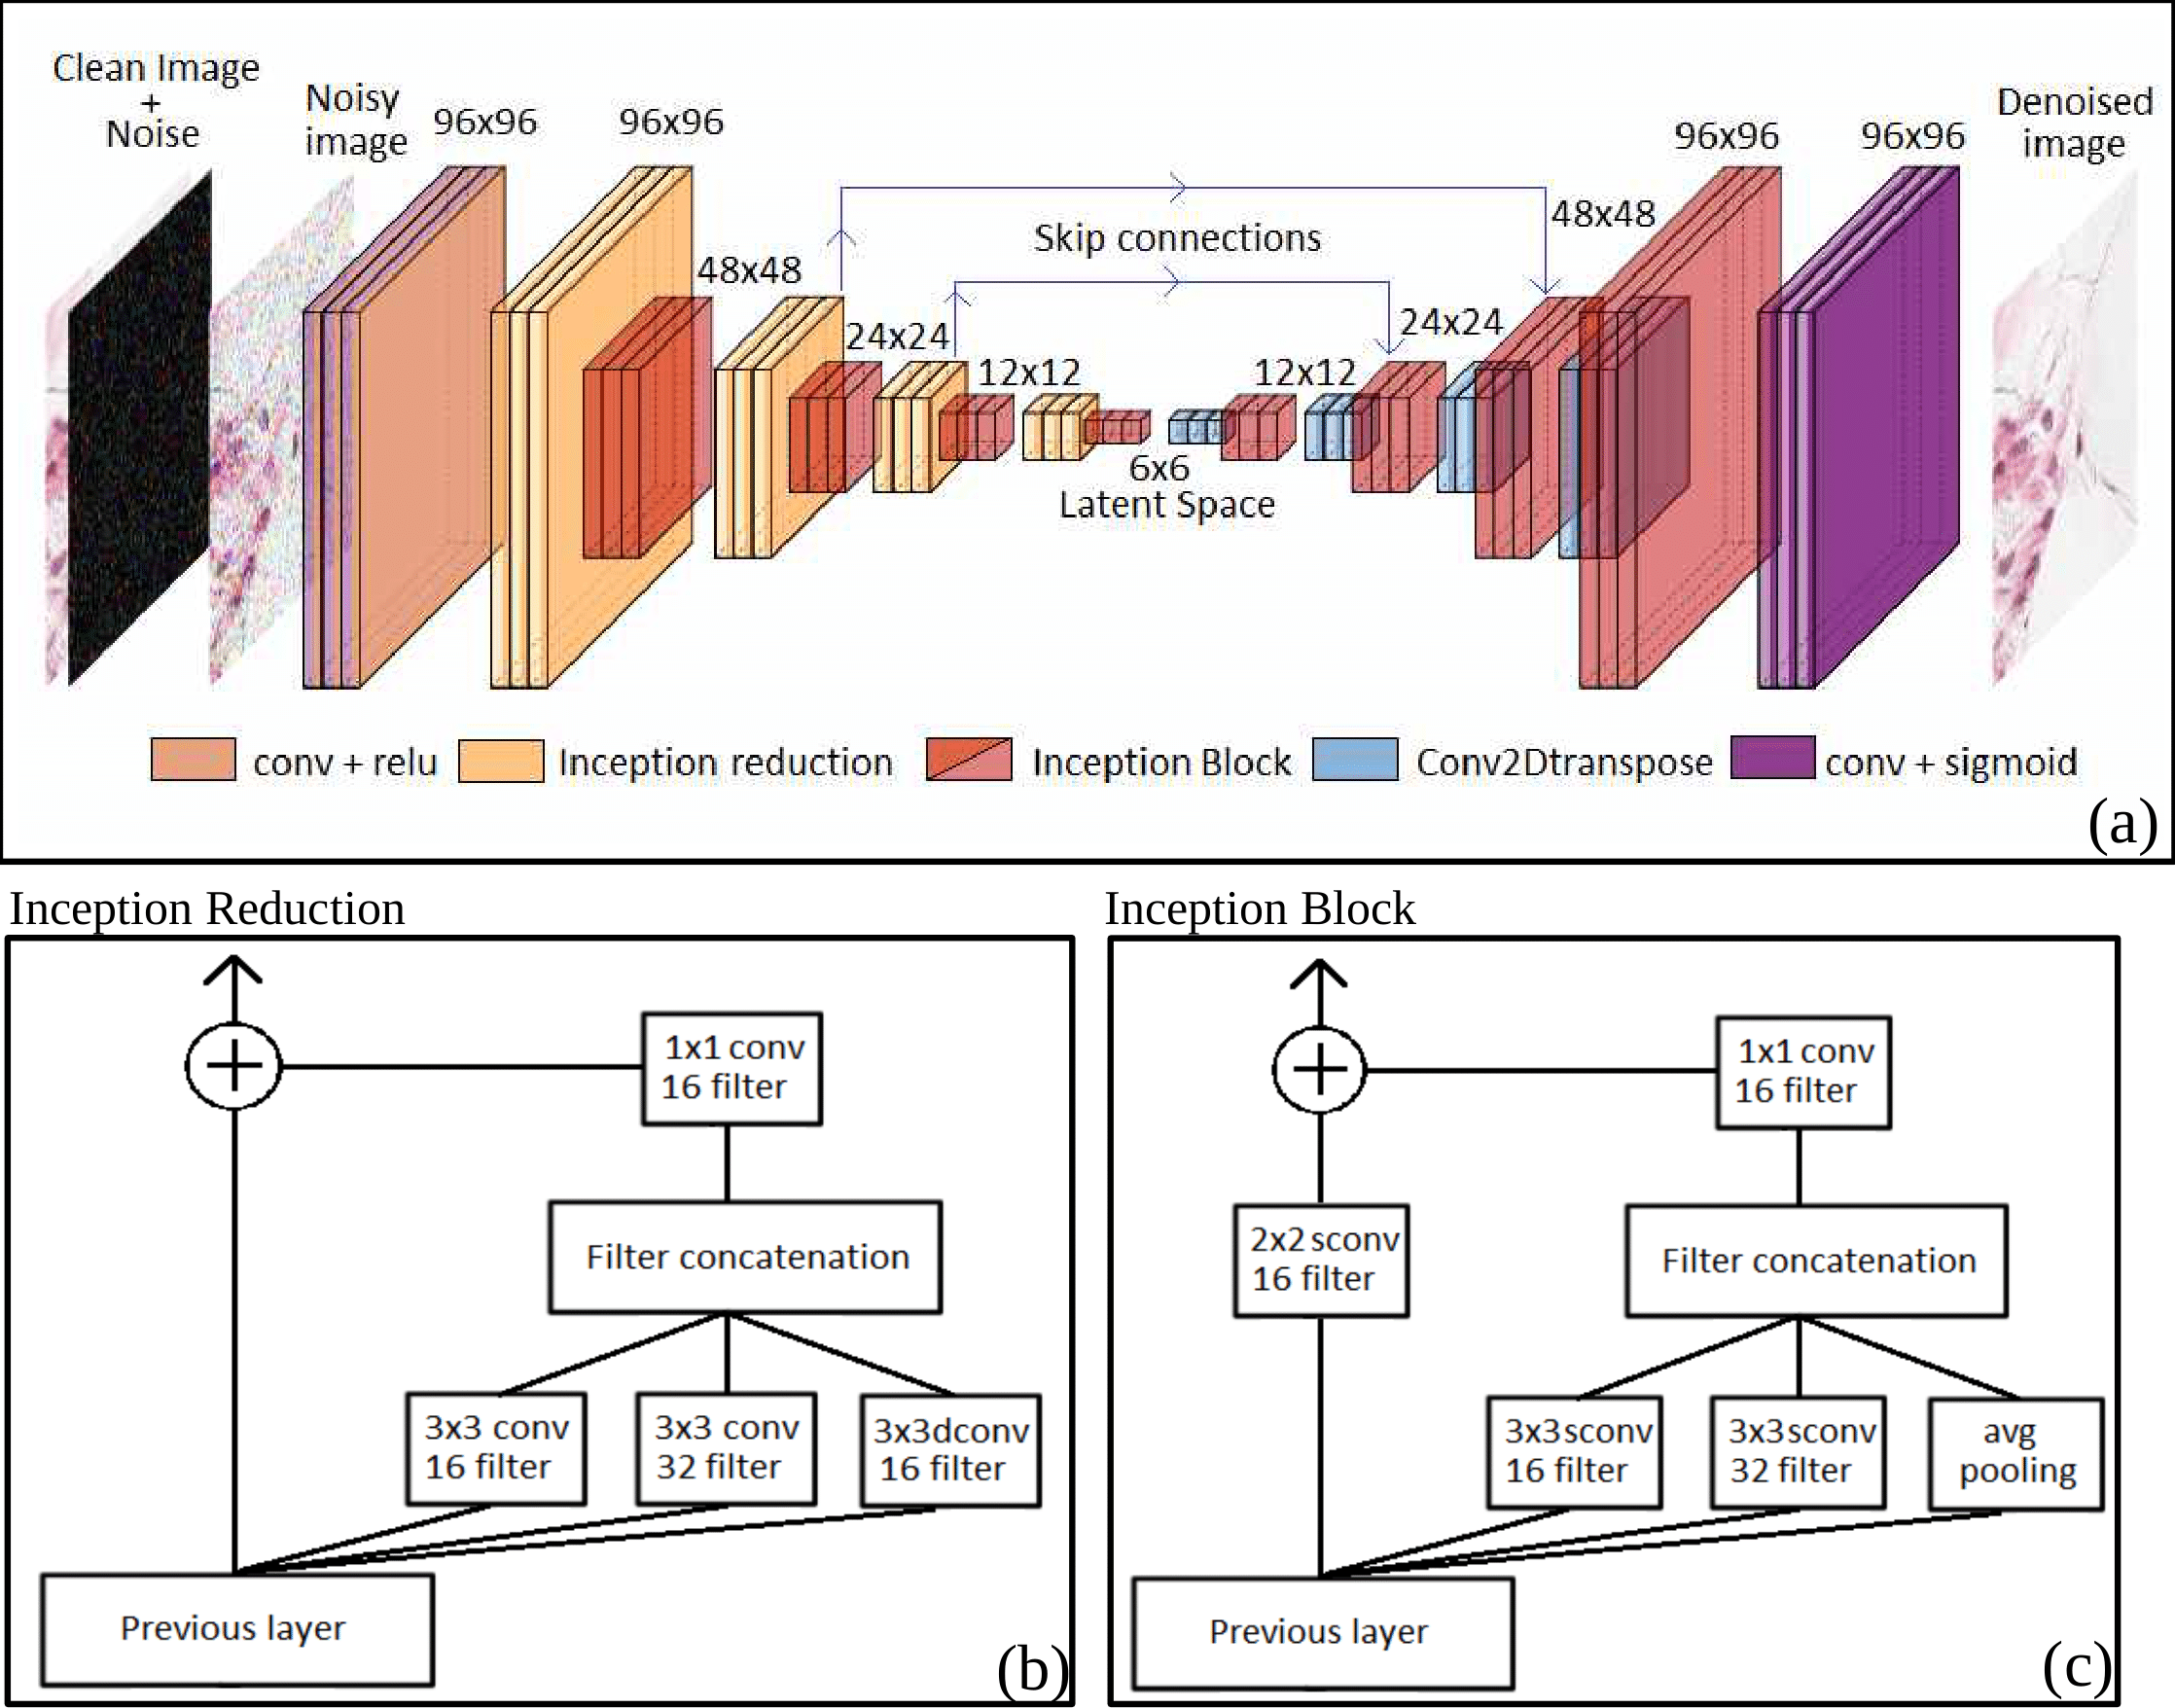 Clean Image
+
Noise
Noisy
image
96x96
96x96
48x48
24x24
12x12
Skip connections
6x6
Latent Space
12x12
24x24
48x48
96x96
96x96
Denoised
image
conv + relu
Inception reduction
Inception Block
Conv2Dtranspose
conv + sigmoid
(a)
Inception Reduction
1x1 conv
16 filter
Filter concatenation
3x3 conv
16 filter
3x3 conv
32 filter
3x3dconv
16 filter
Previous layer
(b)
Inception Block
1x1 conv
16 filter
2x2 sconv
16 filter
Filter concatenation
3x3sconv
16 filter
3x3sconv
32 filter
avg
pooling
Previous layer
(c)